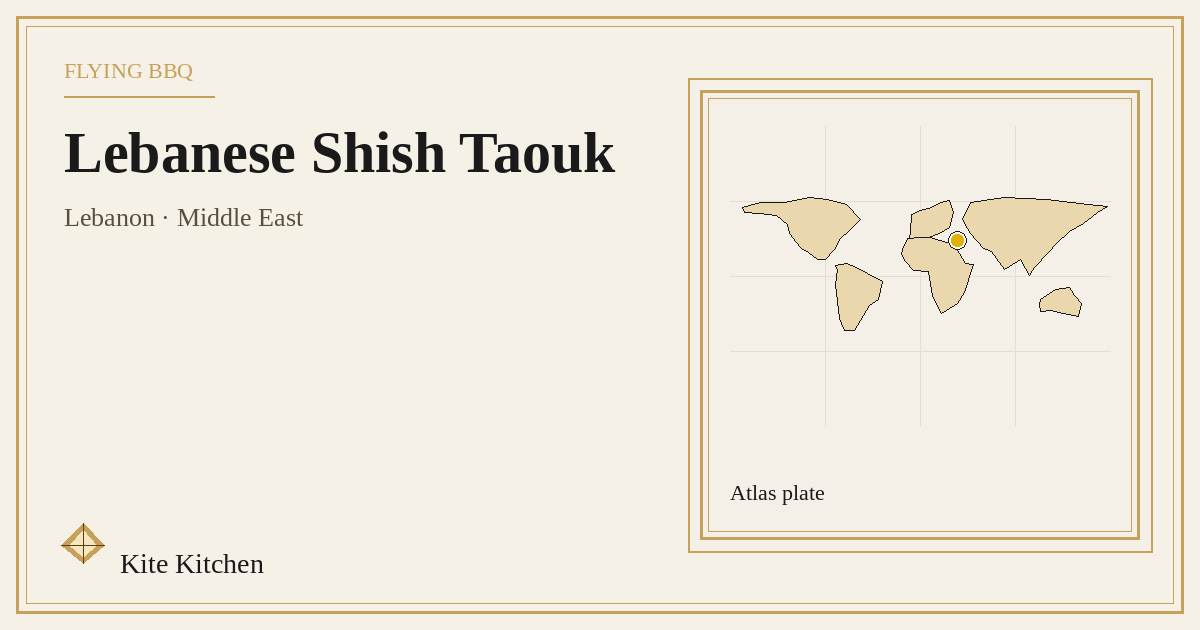 FLYING BBQ
Lebanese Shish Taouk
Lebanon · Middle East
Atlas plate
Kite Kitchen